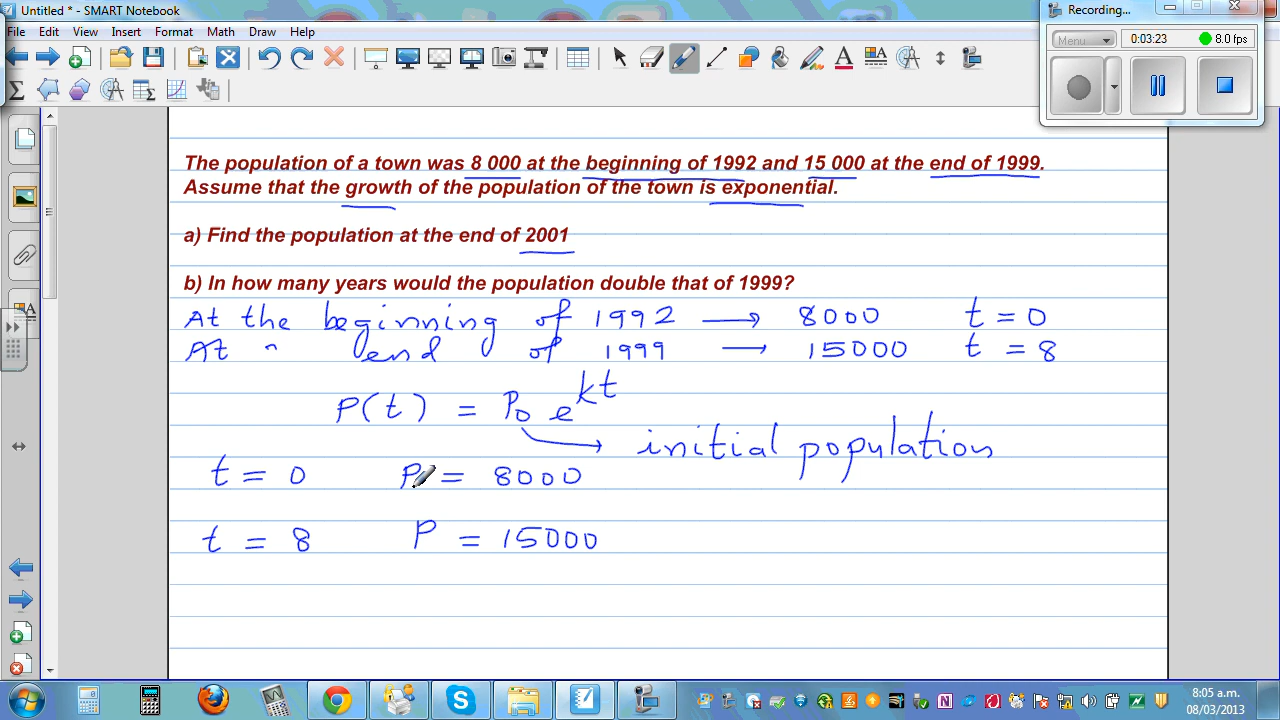 Untitled * - SMART Notebook
File Edit View Insert Format Math Draw Help
Recording...
Menu 0:03:23 8.0 fps
The population of a town was 8 000 at the beginning of 1992 and 15 000 at the end of 1999.
Assume that the growth of the population of the town is exponential.
a) Find the population at the end of 2001
b) In how many years would the population double that of 1999?
At the beginning of 1992 → 8000 t = 0
At " end of 1999 → 15000 t = 8
P(t) = P₀ e^kt
→ initial population
t = 0 P = 8000
t = 8 P = 15000
8:05 a.m.
08/03/2013